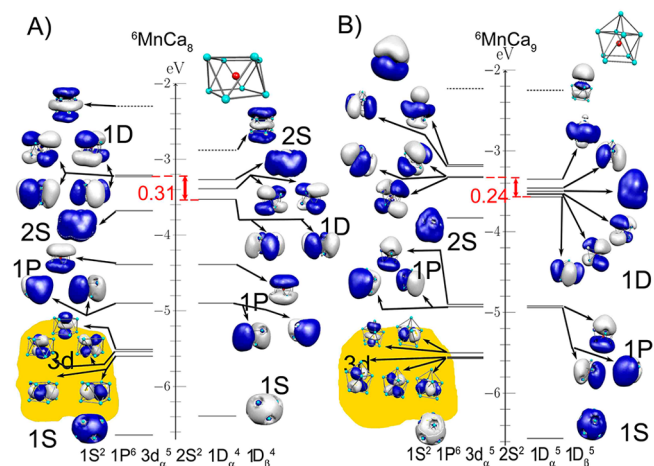 A)
⁶MnCa₈
eV
−2
−3
−4
−5
−6
1D
0.31
2S
1P
3d
1S
2S
1D
1P
1S
1S² 1P⁶ 3dα⁵ 2S² 1Dα⁴ 1Dβ⁴
B)
⁶MnCa₉
eV
−2
−3
−4
−5
−6
0.24
2S
1P
3d
1D
1P
1S
1S² 1P⁶ 3dα⁵ 2S² 1Dα⁵ 1Dβ⁵